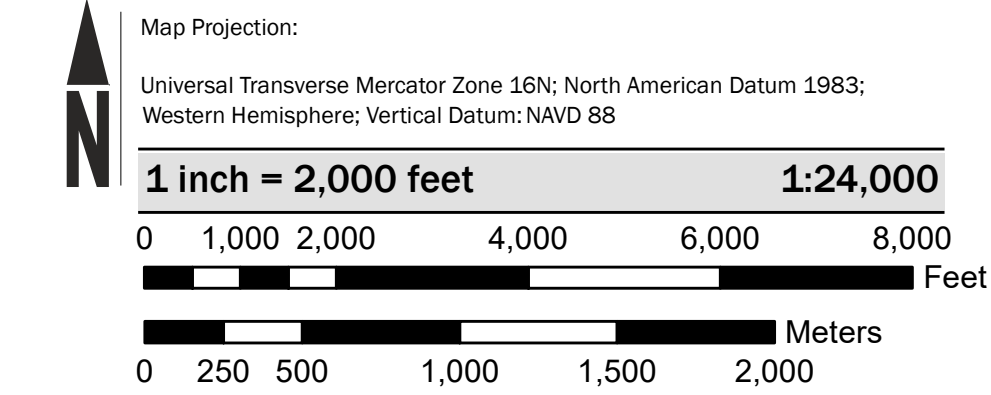 N
Map Projection:
Universal Transverse Mercator Zone 16N; North American Datum 1983;
Western Hemisphere; Vertical Datum: NAVD 88
1 inch = 2,000 feet 1:24,000
0 1,000 2,000 4,000 6,000 8,000
Feet
Meters
0 250 500 1,000 1,500 2,000